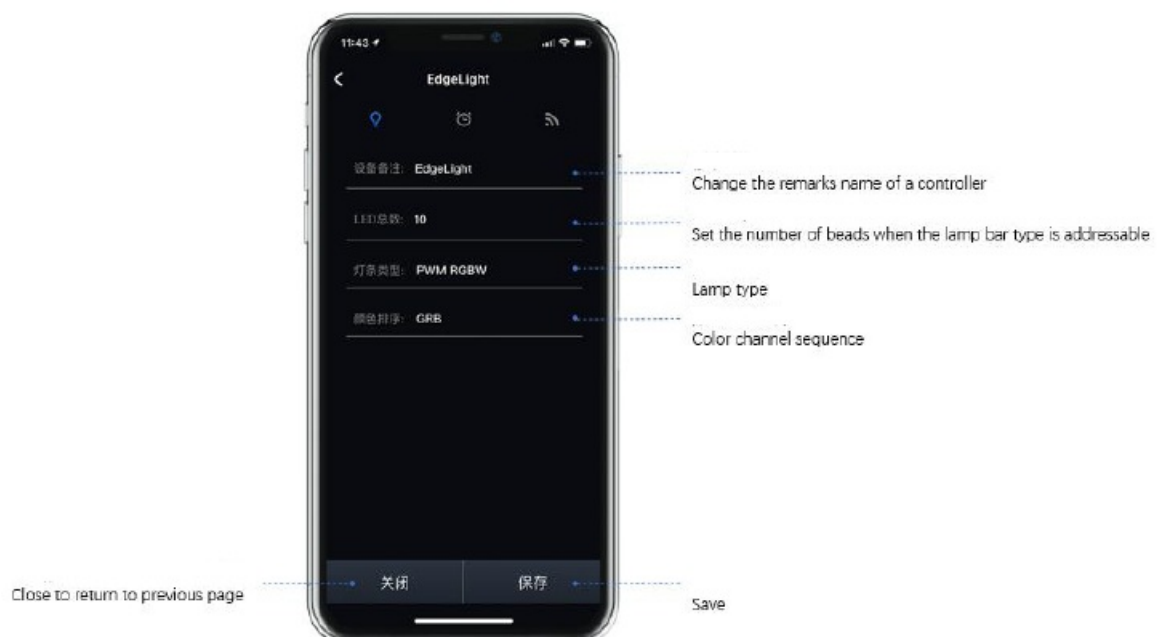 11:43
EdgeLight
设备备注: EdgeLight
Change the remarks name of a controller
LED总数: 10
Set the number of beads when the lamp bar type is addressable
灯条类型: PWM RGBW
Lamp type
颜色排序: GRB
Color channel sequence
关闭
保存
Close to return to previous page
Save